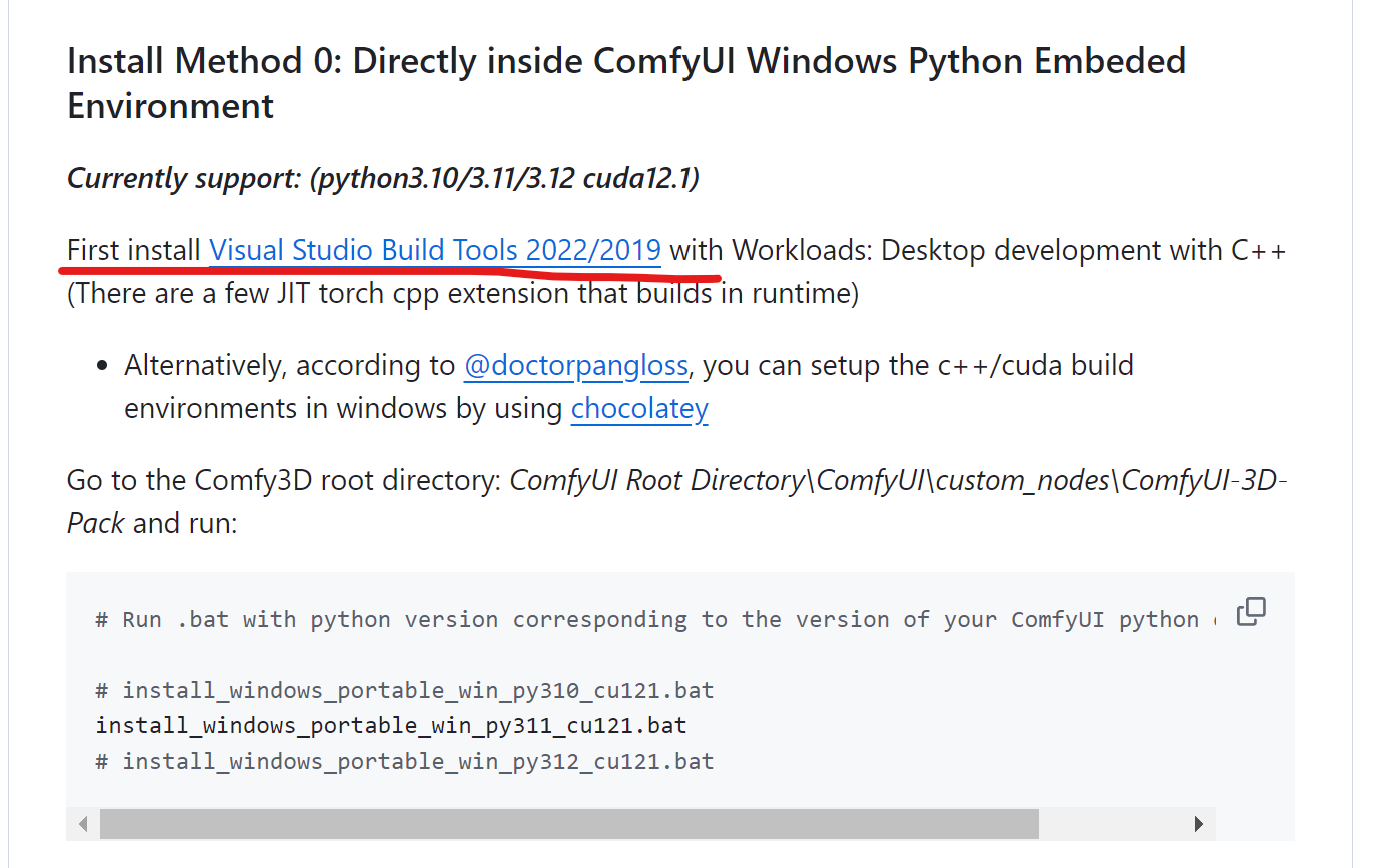 Install Method 0: Directly inside ComfyUI Windows Python Embeded
Environment
Currently support: (python3.10/3.11/3.12 cuda12.1)
First install Visual Studio Build Tools 2022/2019 with Workloads: Desktop development with C++
(There are a few JIT torch cpp extension that builds in runtime)
• Alternatively, according to @doctorpangloss, you can setup the c++/cuda build
environments in windows by using chocolatey
Go to the Comfy3D root directory: ComfyUI Root Directory\ComfyUI\custom_nodes\ComfyUI-3D-
Pack and run:
# Run .bat with python version corresponding to the version of your ComfyUI python
# install_windows_portable_win_py310_cu121.bat
install_windows_portable_win_py311_cu121.bat
# install_windows_portable_win_py312_cu121.bat